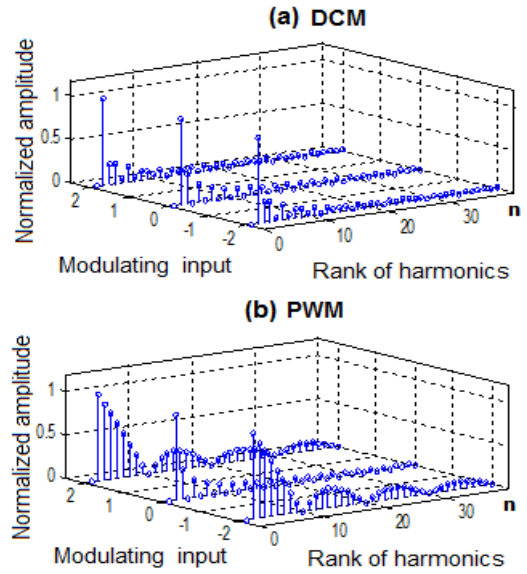 (a) DCM
Normalized amplitude
1
0.5
0
2
1
0
-1
-2
0
10
20
30
n
Modulating input
Rank of harmonics
(b) PWM
Normalized amplitude
1
0.5
0
2
1
0
-1
-2
0
10
20
30
n
Modulating input
Rank of harmonics